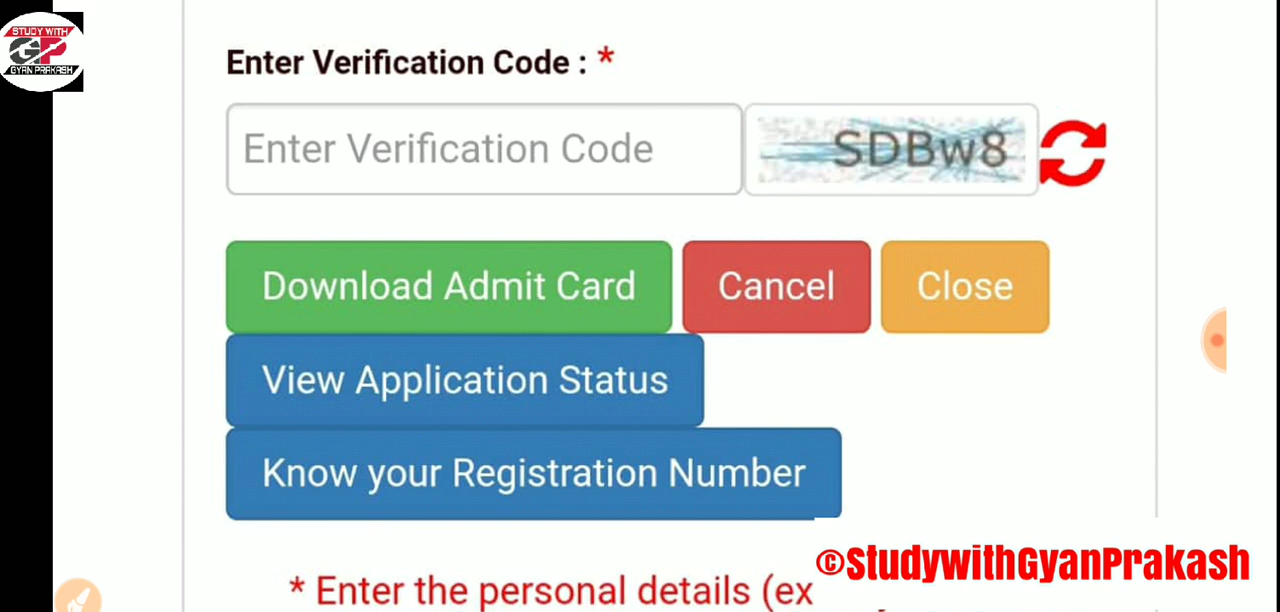 STUDY WITH
GP
GYAN PRAKASH
Enter Verification Code : *
Enter Verification Code
SDBw8
Download Admit Card
Cancel
Close
View Application Status
Know your Registration Number
* Enter the personal details (ex
©StudywithGyanPrakash